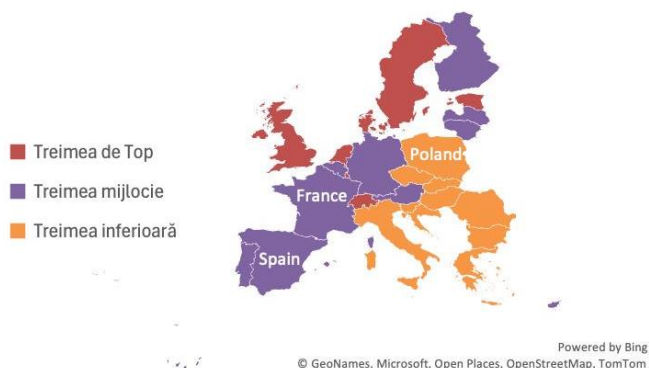 Treimea de Top
Treimea mijlocie
Treimea inferioară
Poland
France
Spain
Powered by Bing
© GeoNames, Microsoft, Open Places, OpenStreetMap, TomTom